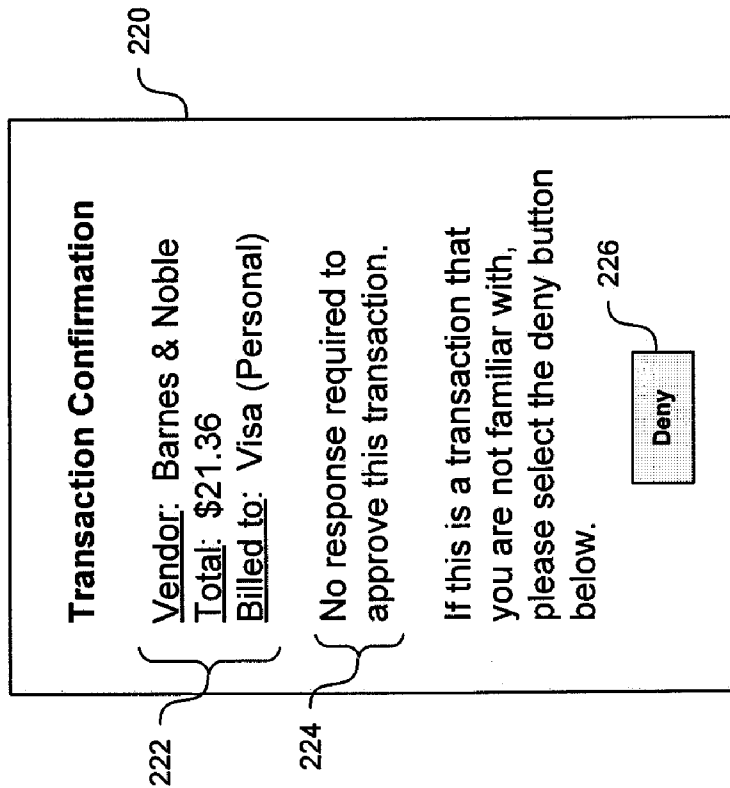 220
Transaction Confirmation
222
Vendor: Barnes & Noble
Total: $21.36
Billed to: Visa (Personal)
224
No response required to
approve this transaction.
If this is a transaction that
you are not familiar with,
please select the deny button
below.
226
Deny